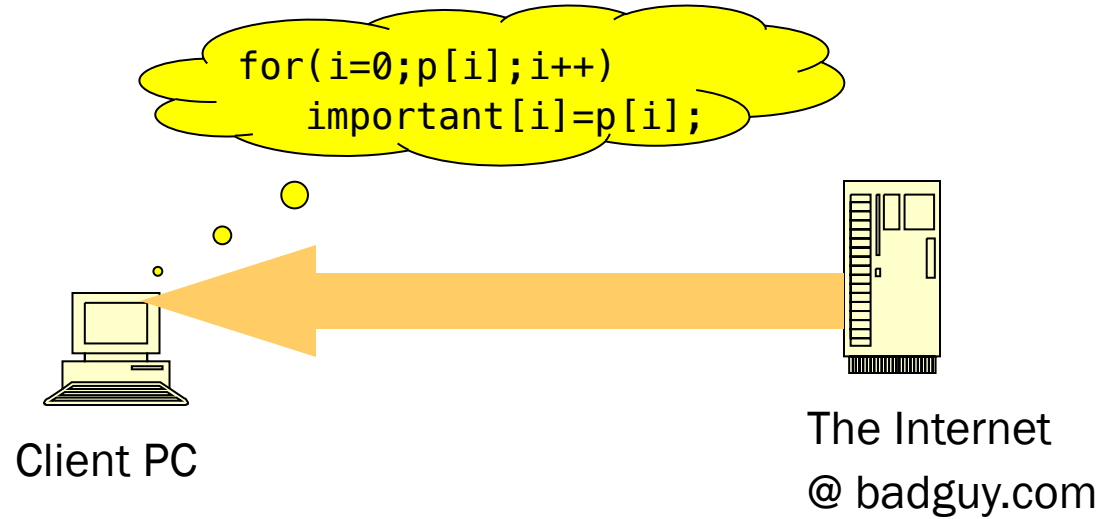 for(i=0;p[i];i++)
important[i]=p[i];
Client PC
The Internet
@ badguy.com